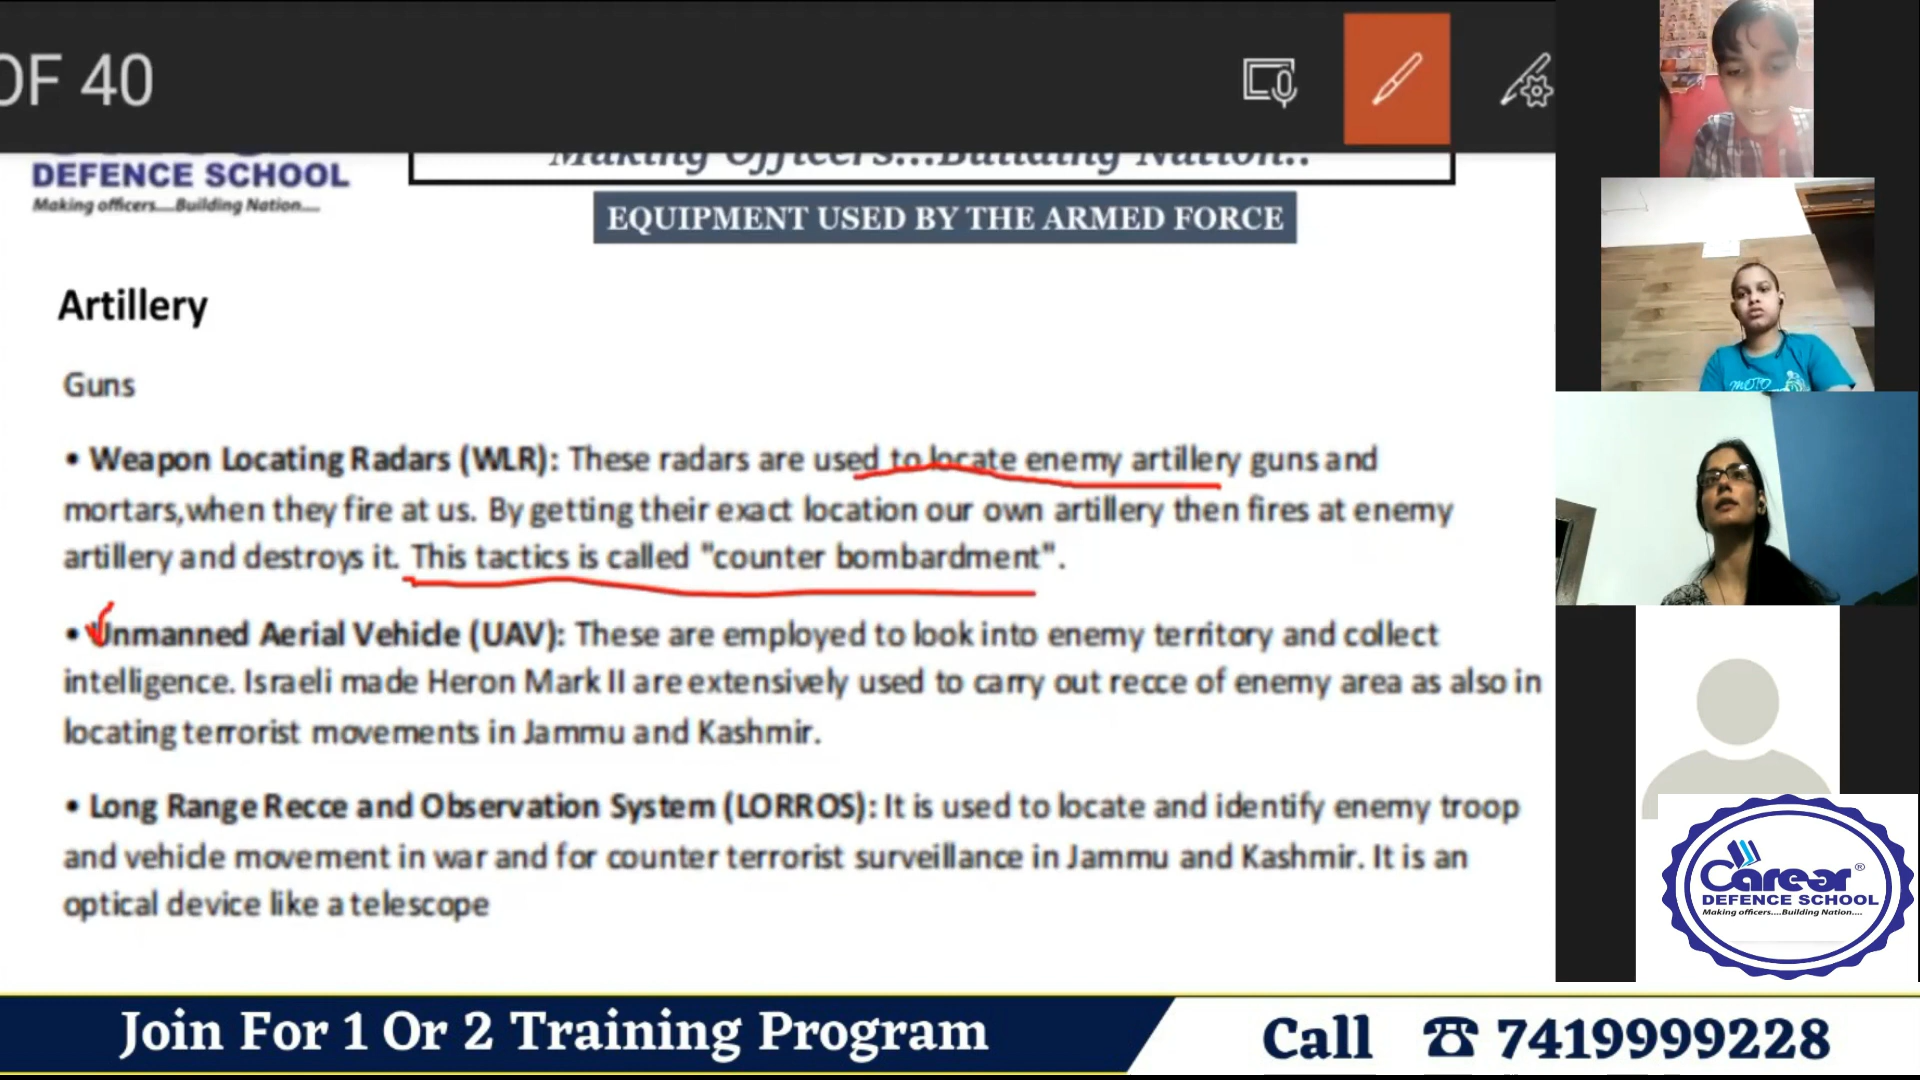 OF 40
DEFENCE SCHOOL
Making officers....Building Nation....
Making Officers...Building Nation..
EQUIPMENT USED BY THE ARMED FORCE
Artillery
Guns
• Weapon Locating Radars (WLR): These radars are used to locate enemy artillery guns and
mortars,when they fire at us. By getting their exact location our own artillery then fires at enemy
artillery and destroys it. This tactics is called "counter bombardment".
• Unmanned Aerial Vehicle (UAV): These are employed to look into enemy territory and collect
intelligence. Israeli made Heron Mark II are extensively used to carry out recce of enemy area as also in
locating terrorist movements in Jammu and Kashmir.
• Long Range Recce and Observation System (LORROS): It is used to locate and identify enemy troop
and vehicle movement in war and for counter terrorist surveillance in Jammu and Kashmir. It is an
optical device like a telescope
MOTO
Carear®
DEFENCE SCHOOL
Making officers....Building Nation....
Join For 1 Or 2 Training Program
Call ☎ 7419999228